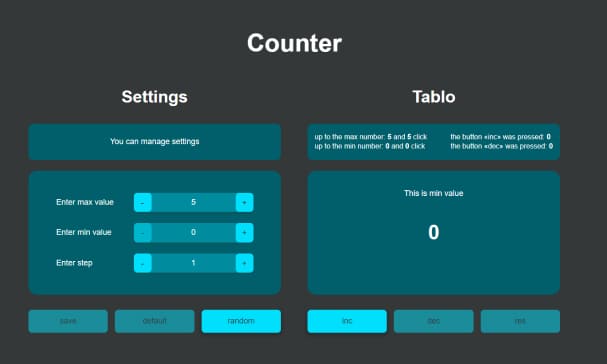 Counter
Settings
Tablo
You can manage settings
up to the max number: 5 and 5 click
up to the min number: 0 and 0 click
the button «inc» was pressed: 0
the button «dec» was pressed: 0
Enter max value - 5 +
Enter min value - 0 +
Enter step - 1 +
This is min value
0
save default random
inc dec res